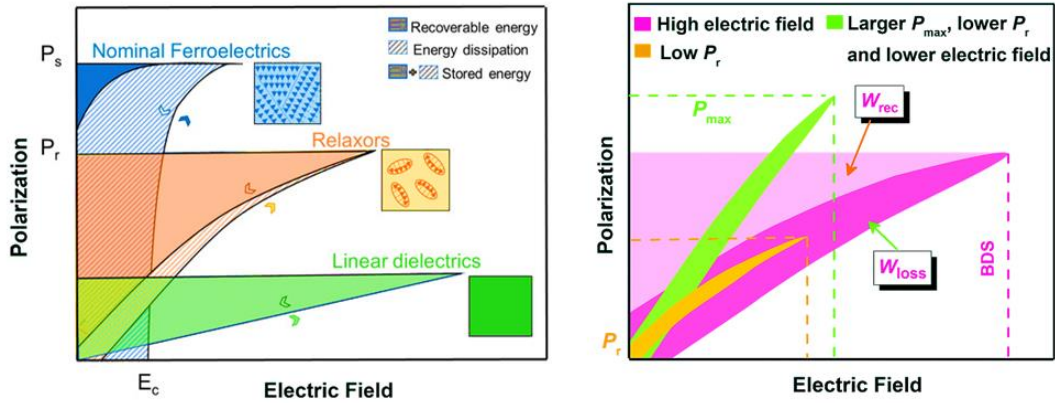 Recoverable energy
Nominal Ferroelectrics
Energy dissipation
Stored energy
+
Ps
Pr
Relaxors
Linear dielectrics
Polarization
Ec
Electric Field
High electric field
Low Pr
Larger Pmax, lower Pr
and lower electric field
Pmax
Wrec
Wloss
BDS
Pr
Polarization
Electric Field